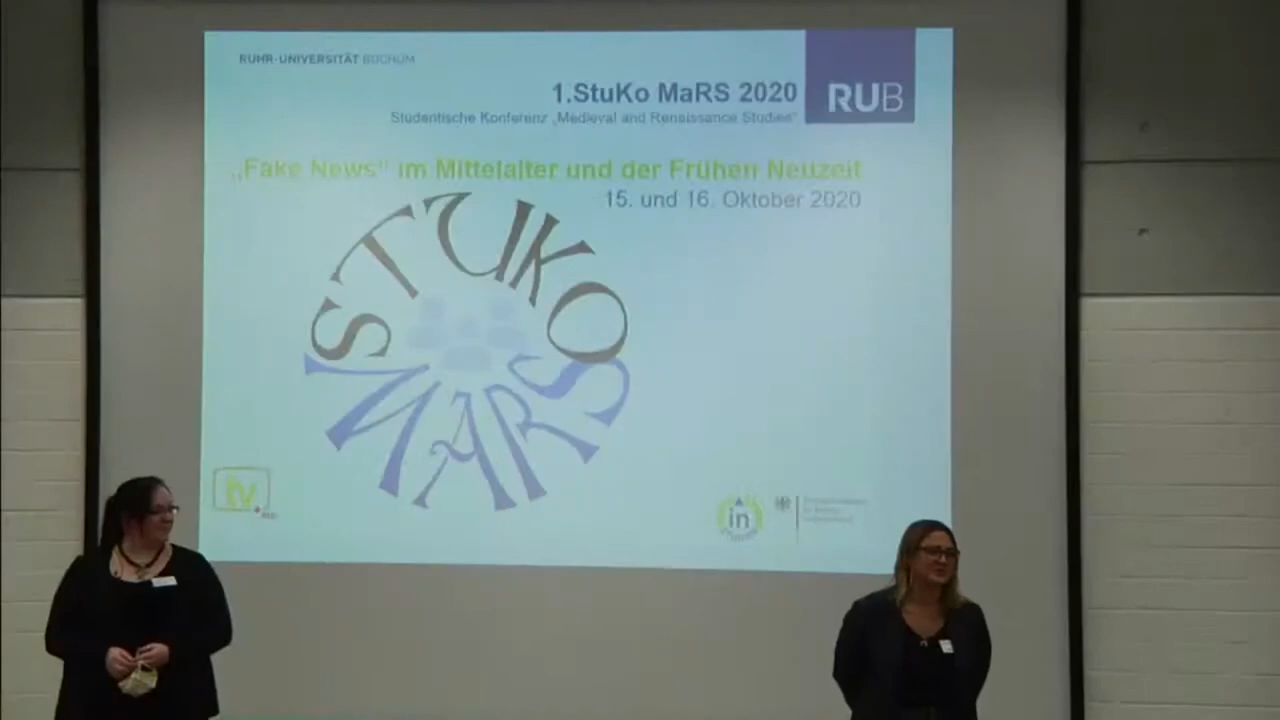 RUHR-UNIVERSITÄT BOCHUM
1.StuKo MaRS 2020
RUB
Studentische Konferenz „Medieval and Renaissance Studies“
„Fake News“ im Mittelalter und der Frühen Neuzeit
15. und 16. Oktober 2020
STUKO
MARS
tv
in